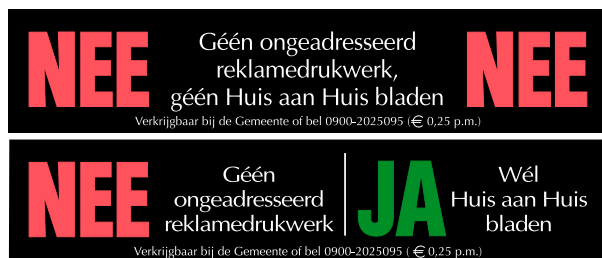 NEE
Géén ongeadresseerd
reklamedrukwerk,
géén Huis aan Huis bladen
NEE
Verkrijgbaar bij de Gemeente of bel 0900-2025095 (€ 0,25 p.m.)
NEE
Géén
ongeadresseerd
reklamedrukwerk
JA
Wél
Huis aan Huis
bladen
Verkrijgbaar bij de Gemeente of bel 0900-2025095 ( € 0,25 p.m.)